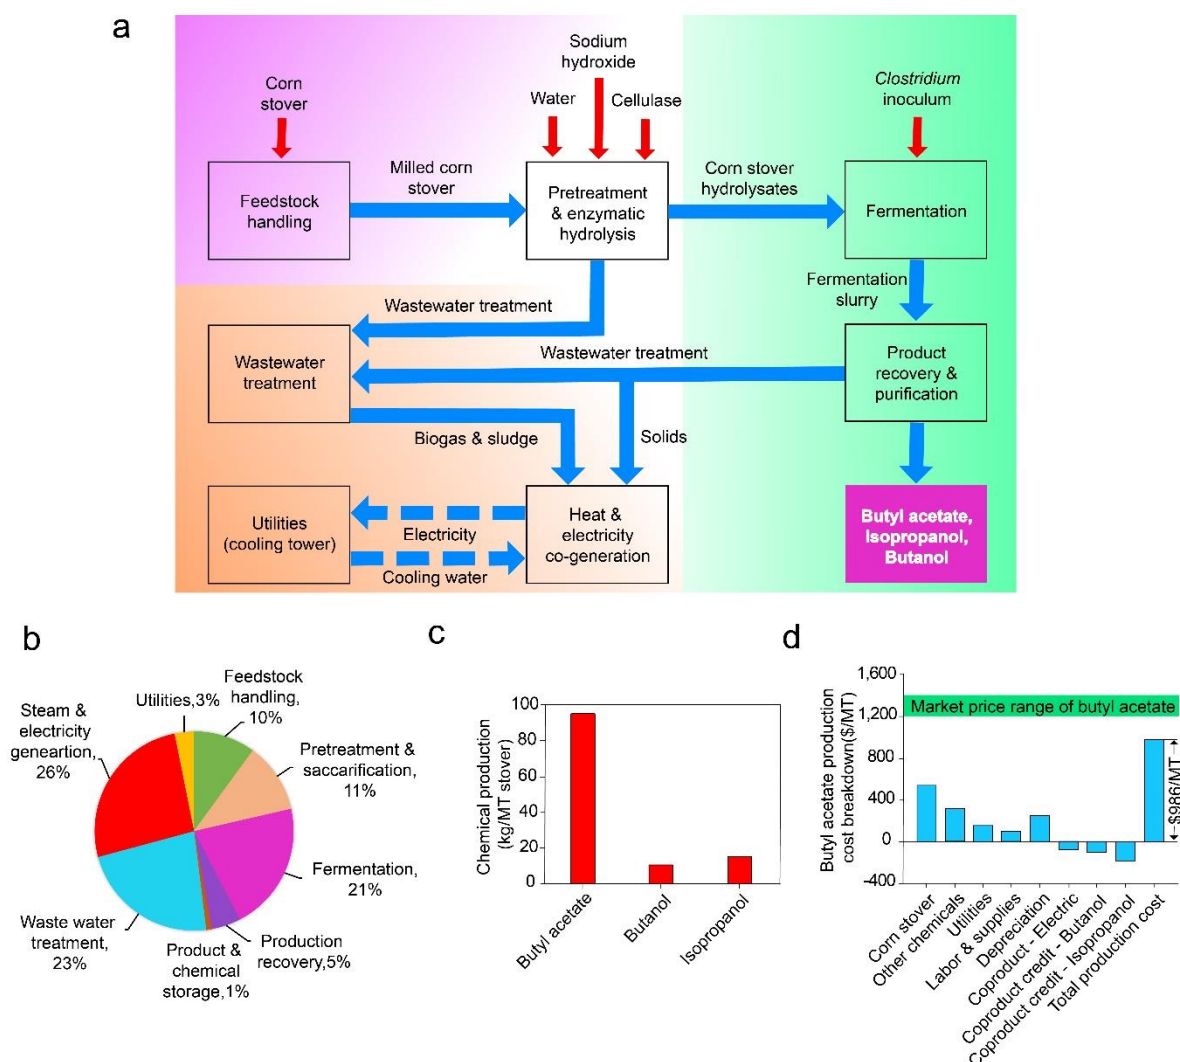 a
Corn
stover
Sodium
hydroxide
Water
Cellulase
Clostridium
inoculum
Feedstock
handling
Milled corn
stover
Pretreatment
& enzymatic
hydrolysis
Corn stover
hydrolysates
Fermentation
Fermentation
slurry
Wastewater treatment
Wastewater
treatment
Wastewater treatment
Product
recovery &
purification
Biogas & sludge
Solids
Utilities
(cooling tower)
Electricity
Cooling water
Heat &
electricity
co-generation
Butyl acetate,
Isopropanol,
Butanol
b
Utilities,3%
Feedstock
handling,
10%
Steam &
electricity
geneartion,
26%
Pretreatment &
saccarification,
11%
Fermentation,
21%
Waste water
treatment,
23%
Product &
chemical
storage,1%
Production
recovery,5%
c
Chemical production
(kg/MT stover)
100
80
60
40
20
0
Butyl acetate
Butanol
Isopropanol
d
Butyl acetate production
cost breakdown($/MT)
1,600
1,200
800
400
0
-400
Market price range of butyl acetate
$986/MT
Corn stover
Other chemicals
Utilities
Labor & supplies
Depreciation
Coproduct - Electric
Coproduct credit - Butanol
Coproduct credit - Isopropanol
Total production cost